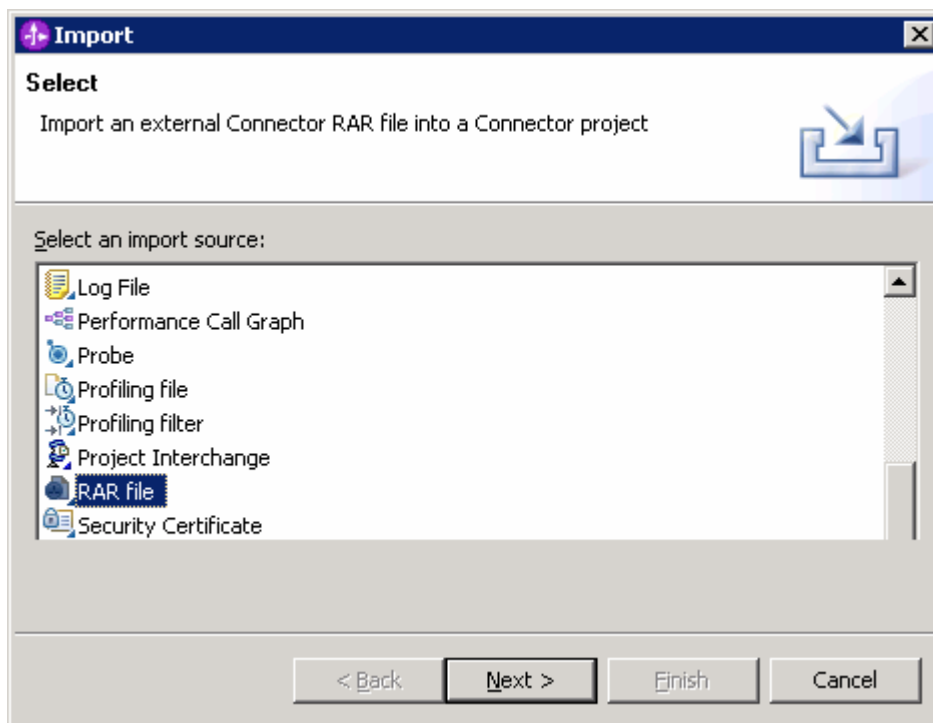 Import
Select
Import an external Connector RAR file into a Connector project
Select an import source:
Log File
Performance Call Graph
Probe
Profiling file
Profiling filter
Project Interchange
RAR file
Security Certificate
< Back Next > Finish Cancel